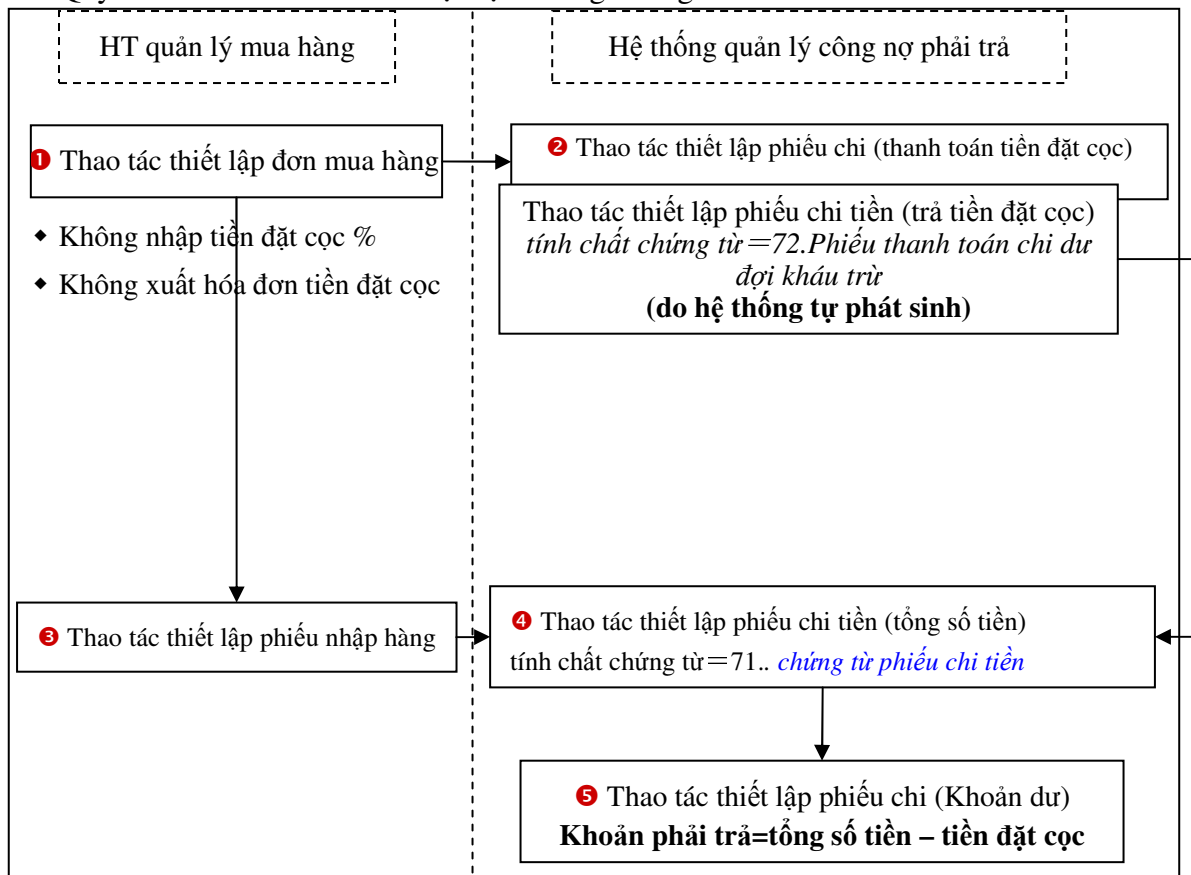 HT quản lý mua hàng
Hệ thống quản lý công nợ phải trả
❶ Thao tác thiết lập đơn mua hàng
❷ Thao tác thiết lập phiếu chi (thanh toán tiền đặt cọc)
Thao tác thiết lập phiếu chi tiền (trả tiền đặt cọc)
tính chất chứng từ＝72.Phiếu thanh toán chi dư
đợi kháu trừ
(do hệ thống tự phát sinh)
◆ Không nhập tiền đặt cọc %
◆ Không xuất hóa đơn tiền đặt cọc
❸ Thao tác thiết lập phiếu nhập hàng
❹ Thao tác thiết lập phiếu chi tiền (tổng số tiền)
tính chất chứng từ＝71.. chứng từ phiếu chi tiền
❺ Thao tác thiết lập phiếu chi (Khoản dư)
Khoản phải trả=tổng số tiền – tiền đặt cọc